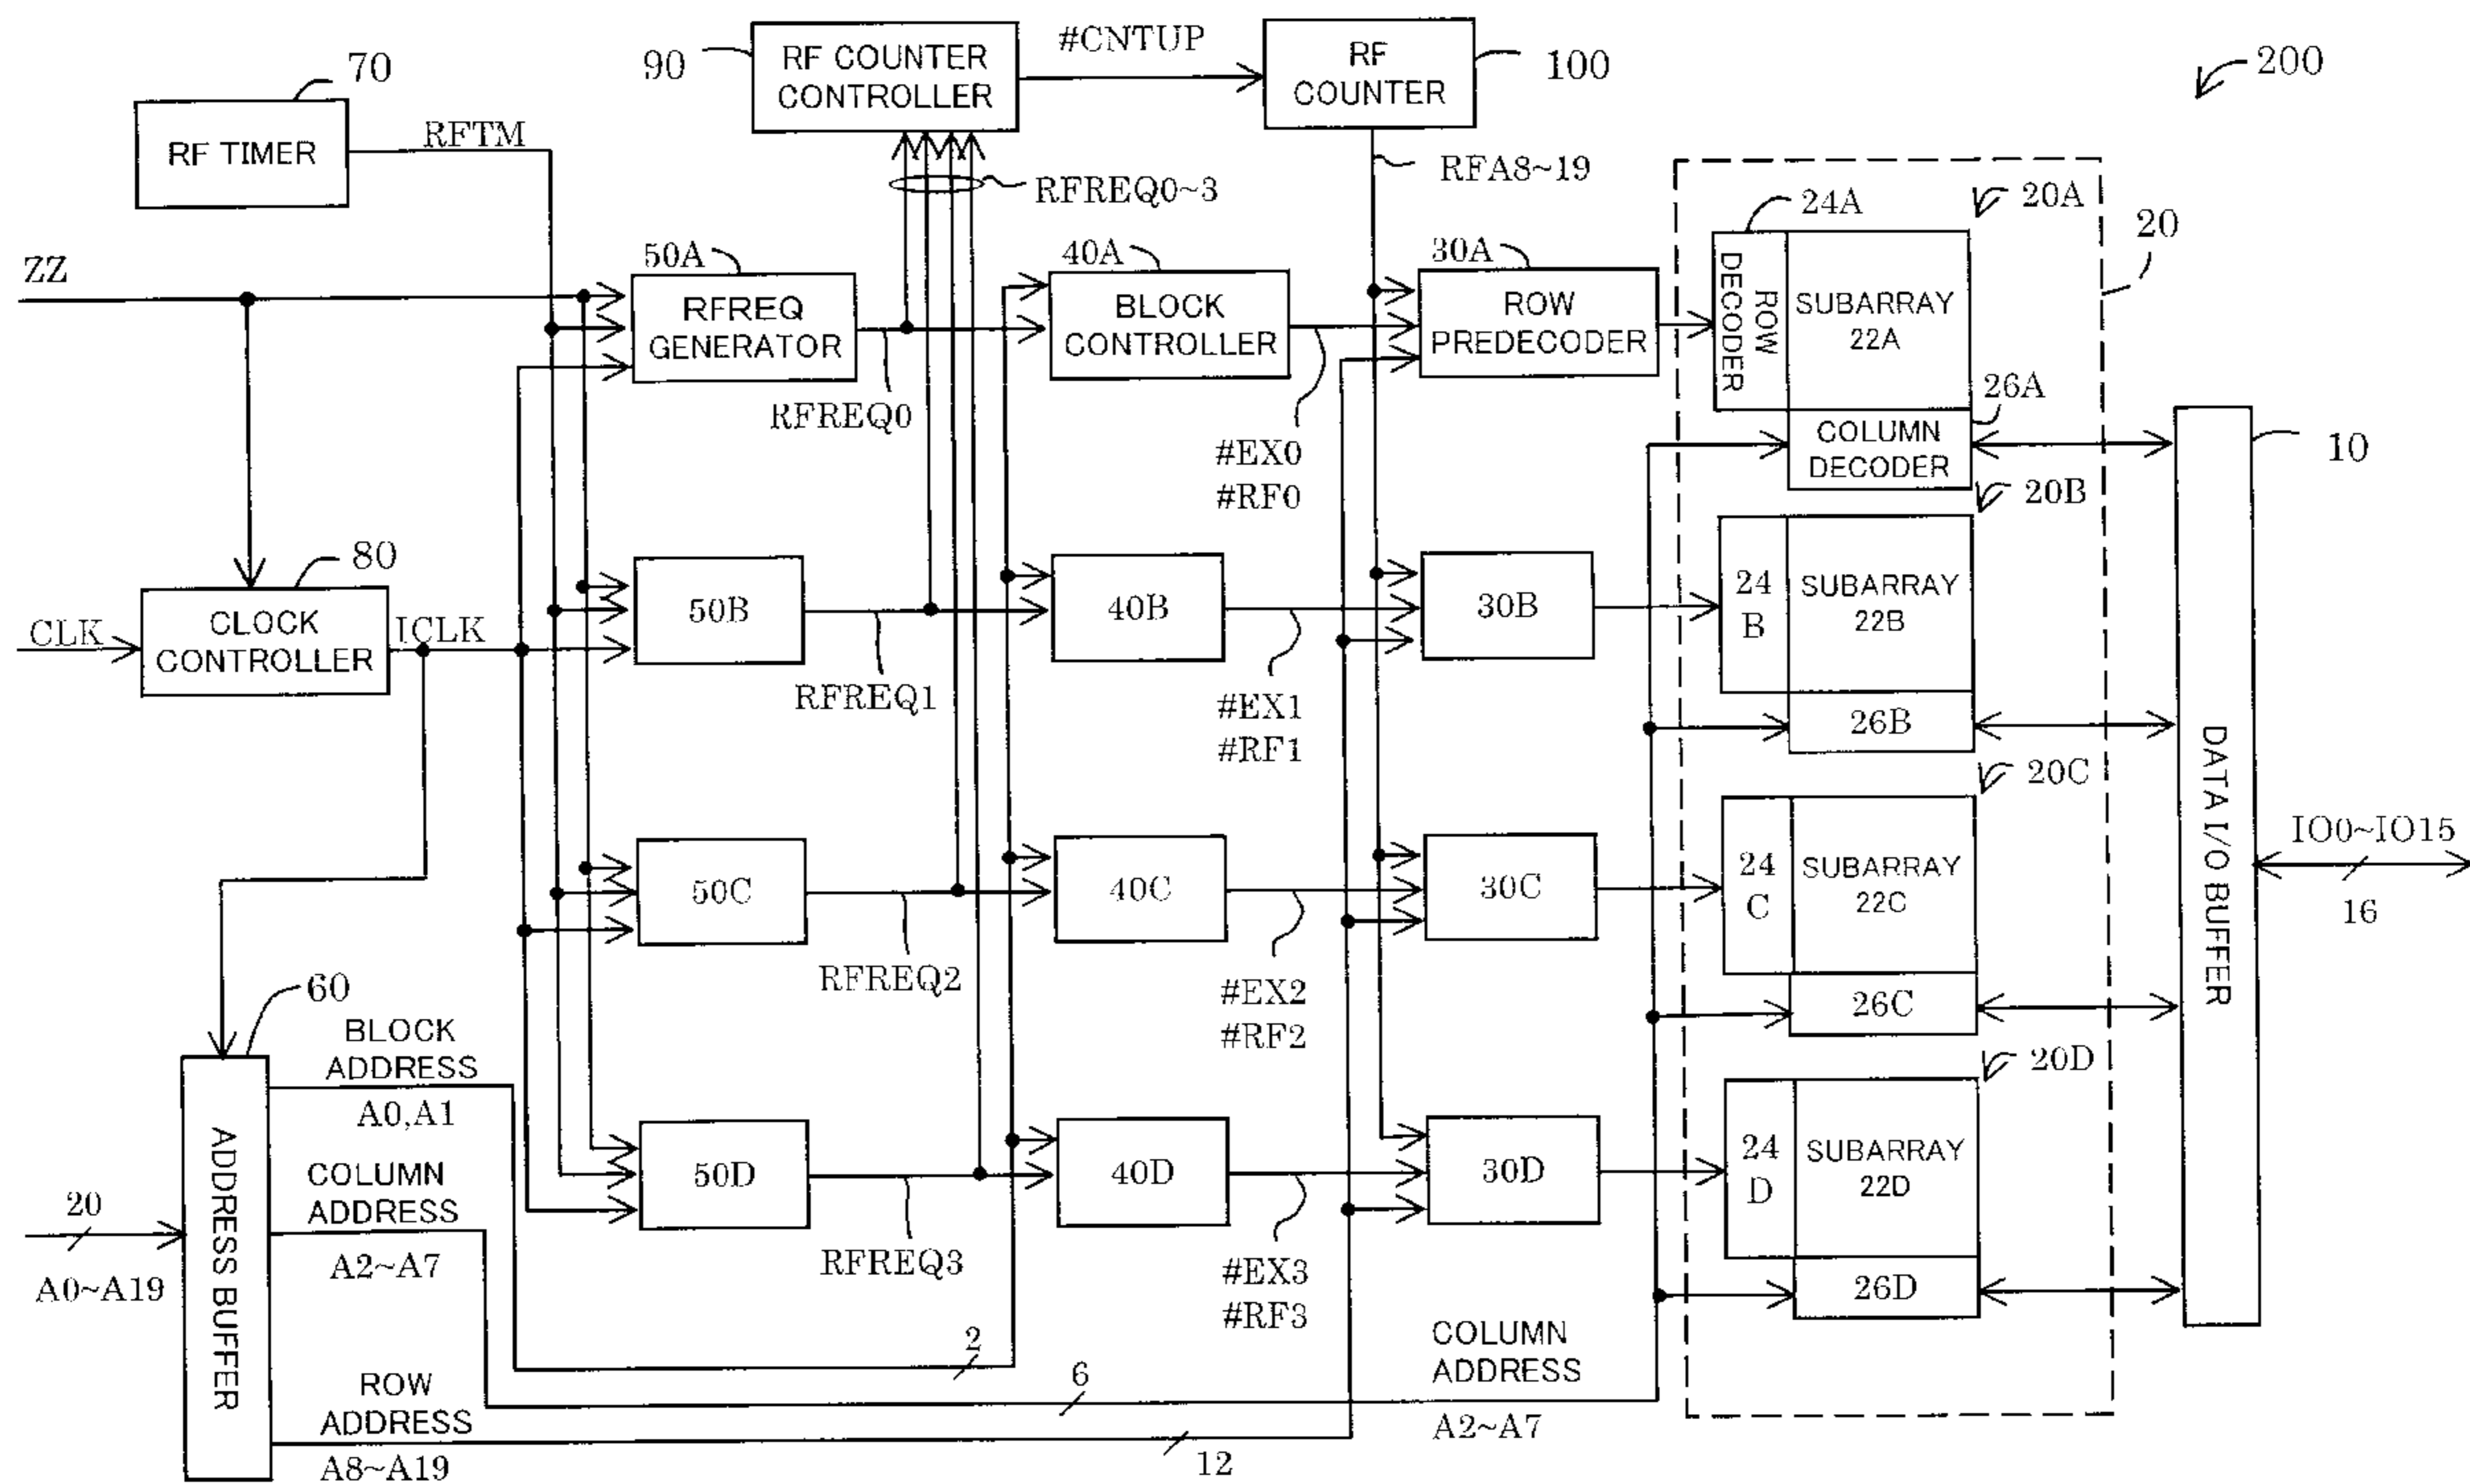 90
RF COUNTER
CONTROLLER
#CNTUP
RF
COUNTER
100
200
70
RF TIMER
RFTM
RFREQ0~3
RFA8~19
ZZ
50A
RFREQ
GENERATOR
RFREQ0
40A
BLOCK
CONTROLLER
#EX0
#RF0
30A
ROW
PREDECODER
24A
ROW
DECODER
SUBARRAY
22A
20A
20
26A
COLUMN
DECODER
10
DATA I/O BUFFER
80
CLK
CLOCK
CONTROLLER
ICLK
50B
RFREQ1
40B
#EX1
#RF1
30B
24
B
SUBARRAY
22B
20B
26B
50C
RFREQ2
40C
#EX2
#RF2
30C
24
C
SUBARRAY
22C
20C
26C
IO0~IO15
16
60
ADDRESS BUFFER
20
A0~A19
BLOCK
ADDRESS
A0,A1
COLUMN
ADDRESS
A2~A7
ROW
ADDRESS
A8~A19
50D
RFREQ3
40D
#EX3
#RF3
30D
24
D
SUBARRAY
22D
20D
26D
2
6
12
COLUMN
ADDRESS
A2~A7